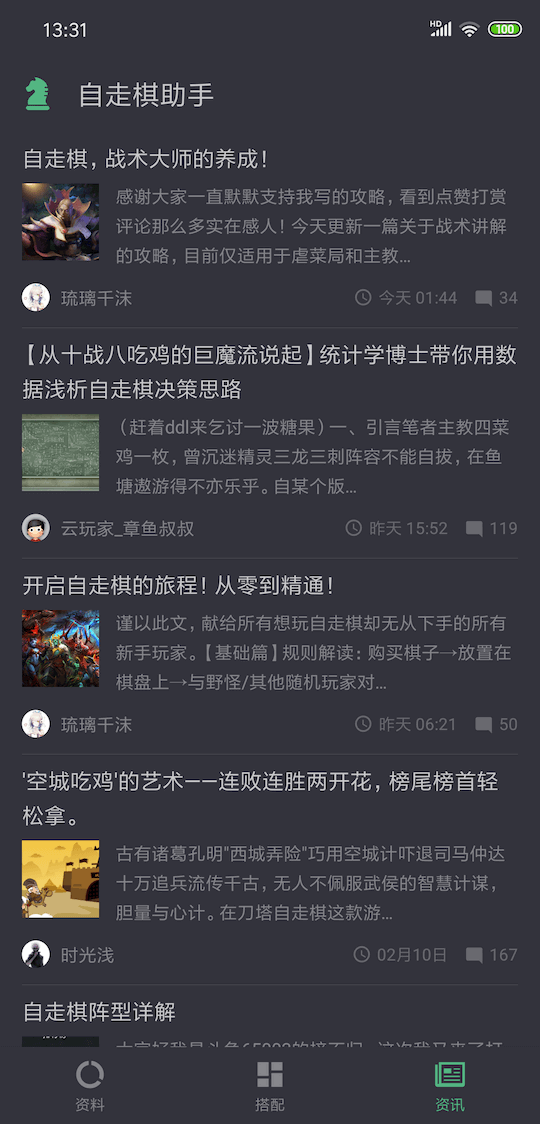 13:31
HD
100
自走棋助手
自走棋，战术大师的养成！
感谢大家一直默默支持我写的攻略，看到点赞打赏
评论那么多实在感人！今天更新一篇关于战术讲解
的攻略，目前仅适用于虐菜局和主教...
琉璃千沫
今天 01:44
34
【从十战八吃鸡的巨魔流说起】统计学博士带你用数
据浅析自走棋决策思路
（赶着ddl来乞讨一波糖果）一、引言笔者主教四菜
鸡一枚，曾沉迷精灵三龙三刺阵容不能自拔，在鱼
塘遨游得不亦乐乎。自某个版...
云玩家_章鱼叔叔
昨天 15:52
119
开启自走棋的旅程！从零到精通！
谨以此文，献给所有想玩自走棋却无从下手的所有
新手玩家。【基础篇】规则解读：购买棋子→放置在
棋盘上→与野怪/其他随机玩家对...
琉璃千沫
昨天 06:21
50
'空城吃鸡'的艺术——连败连胜两开花，榜尾榜首轻
松拿。
古有诸葛孔明"西城弄险"巧用空城计吓退司马仲达
十万追兵流传千古，无人不佩服武侯的智慧计谋，
胆量与心计。在刀塔自走棋这款游...
时光浅
02月10日
167
自走棋阵型详解
资料
搭配
资讯